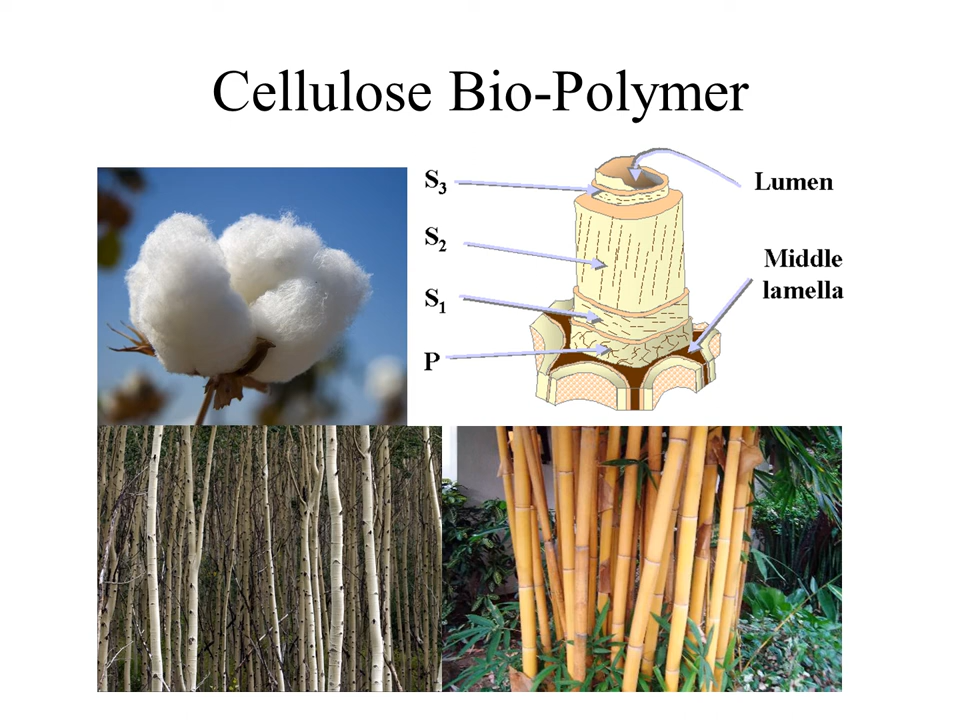 Cellulose Bio-Polymer
S₃
Lumen
S₂
Middle
lamella
S₁
P